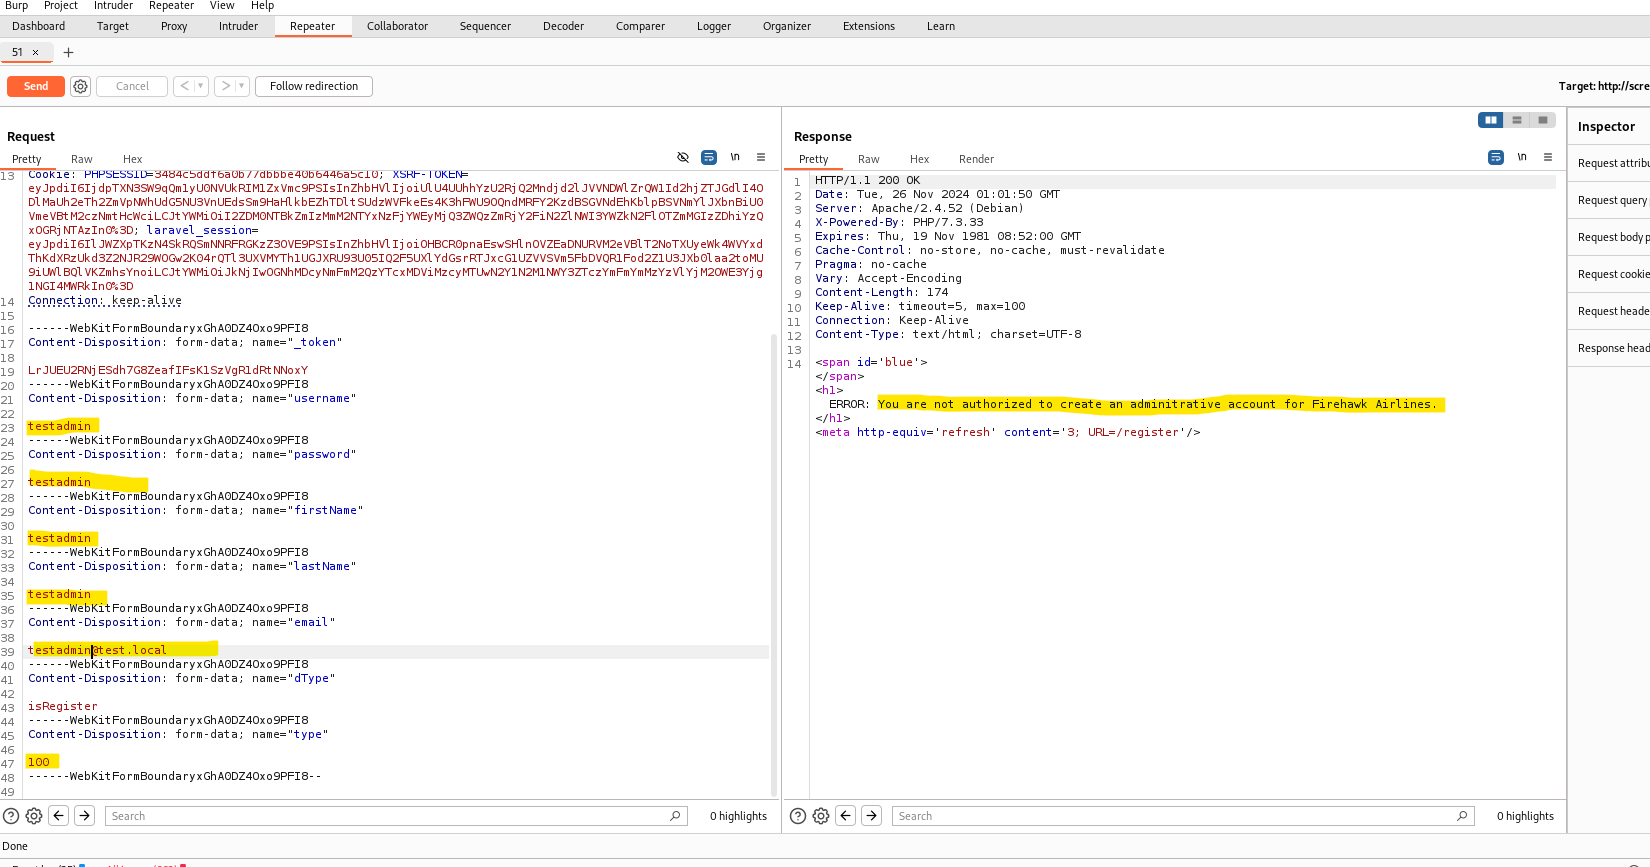 Burp Project Intruder Repeater View Help
Dashboard Target Proxy Intruder Repeater Collaborator Sequencer Decoder Comparer Logger Organizer Extensions Learn
51 × +
Send Cancel < > Follow redirection Target: http://scre
Request
Pretty Raw Hex \n
13 Cookie: PHPSESSID=3484c5ddf6a0b77dbbbe40b6446a5c10; XSRF-TOKEN=
14 Connection: keep-alive
15
16 ------WebKitFormBoundaryxGhA0DZ4Oxo9PFI8
17 Content-Disposition: form-data; name="_token"
18
19 LrJUEU2RNjESdh7G8ZeafIFsK1SzVgR1dRtNNoxY
20 ------WebKitFormBoundaryxGhA0DZ4Oxo9PFI8
21 Content-Disposition: form-data; name="username"
22
23 testadmin
24 ------WebKitFormBoundaryxGhA0DZ4Oxo9PFI8
25 Content-Disposition: form-data; name="password"
26
27 testadmin
28 ------WebKitFormBoundaryxGhA0DZ4Oxo9PFI8
29 Content-Disposition: form-data; name="firstName"
30
31 testadmin
32 ------WebKitFormBoundaryxGhA0DZ4Oxo9PFI8
33 Content-Disposition: form-data; name="lastName"
34
35 testadmin
36 ------WebKitFormBoundaryxGhA0DZ4Oxo9PFI8
37 Content-Disposition: form-data; name="email"
38
39 testadmin@test.local
40 ------WebKitFormBoundaryxGhA0DZ4Oxo9PFI8
41 Content-Disposition: form-data; name="dType"
42
43 isRegister
44 ------WebKitFormBoundaryxGhA0DZ4Oxo9PFI8
45 Content-Disposition: form-data; name="type"
46
47 100
48 ------WebKitFormBoundaryxGhA0DZ4Oxo9PFI8--
49
Search 0 highlights
Response
Pretty Raw Hex Render \n
1 HTTP/1.1 200 OK
2 Date: Tue, 26 Nov 2024 01:01:50 GMT
3 Server: Apache/2.4.52 (Debian)
4 X-Powered-By: PHP/7.3.33
5 Expires: Thu, 19 Nov 1981 08:52:00 GMT
6 Cache-Control: no-store, no-cache, must-revalidate
7 Pragma: no-cache
8 Vary: Accept-Encoding
9 Content-Length: 174
10 Keep-Alive: timeout=5, max=100
11 Connection: Keep-Alive
12 Content-Type: text/html; charset=UTF-8
13
14 <span id='blue'>
</span>
<h1>
ERROR: You are not authorized to create an adminitrative account for Firehawk Airlines.
</h1>
<meta http-equiv='refresh' content='3; URL=/register'/>
Search 0 highlights
Inspector
Request attribu
Request query
Request body p
Request cookie
Request heade
Response head
Done